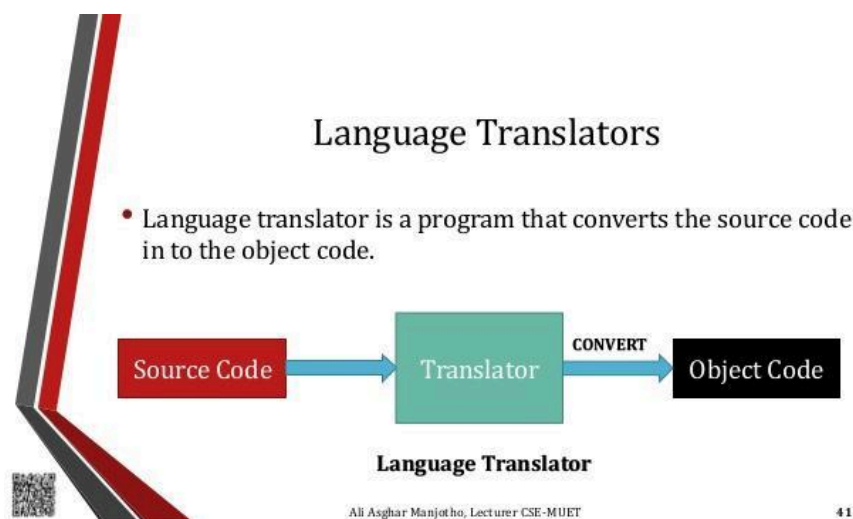 Language Translators
• Language translator is a program that converts the source code
in to the object code.
Source Code
Translator
CONVERT
Object Code
Language Translator
Ali Asghar Manjotho, Lecturer CSE-MUET
41